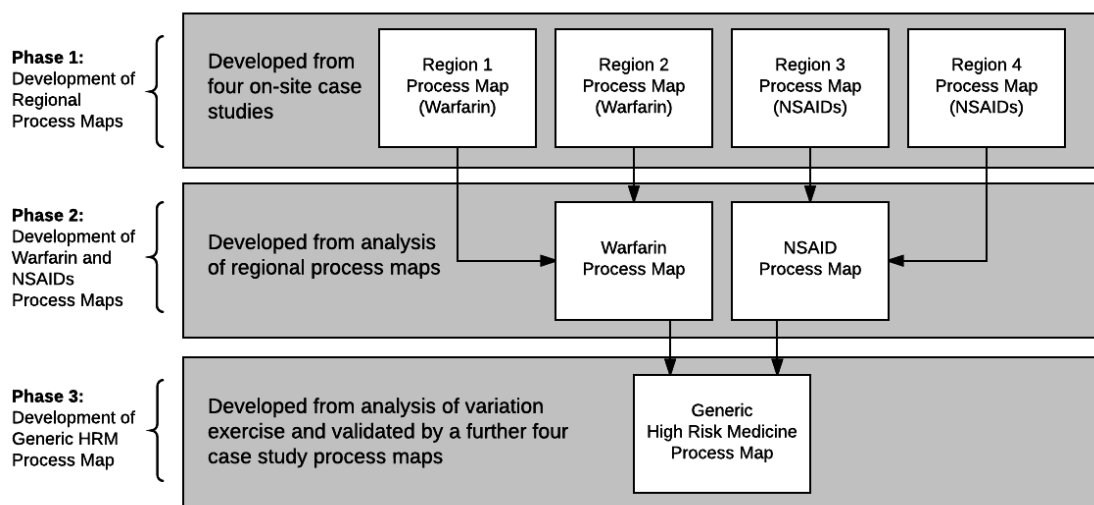 Phase 1:
Development of
Regional
Process Maps
Developed from
four on-site case
studies
Region 1
Process Map
(Warfarin)
Region 2
Process Map
(Warfarin)
Region 3
Process Map
(NSAIDs)
Region 4
Process Map
(NSAIDs)
Phase 2:
Development of
Warfarin and
NSAIDs
Process Maps
Developed from analysis
of regional process maps
Warfarin
Process Map
NSAID
Process Map
Phase 3:
Development of
Generic HRM
Process Map
Developed from analysis of variation
exercise and validated by a further four
case study process maps
Generic
High Risk Medicine
Process Map